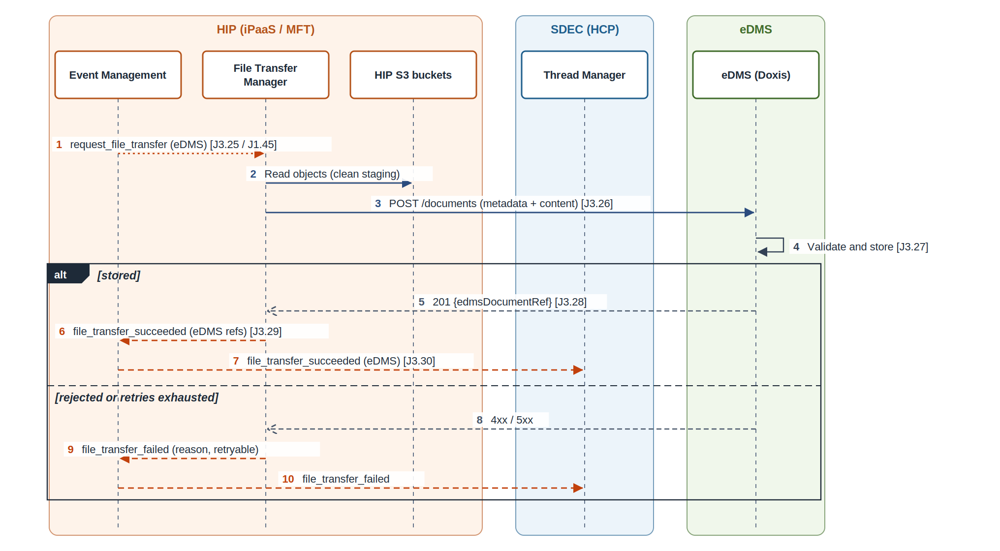 HIP (iPaaS / MFT)
SDEC (HCP)
eDMS
Event Management
File Transfer
Manager
HIP S3 buckets
Thread Manager
eDMS (Doxis)
1 request_file_transfer (eDMS) [J3.25 / J1.45]
2 Read objects (clean staging)
3 POST /documents (metadata + content) [J3.26]
4 Validate and store [J3.27]
alt [stored]
5 201 {edmsDocumentRef} [J3.28]
6 file_transfer_succeeded (eDMS refs) [J3.29]
7 file_transfer_succeeded (eDMS) [J3.30]
[rejected or retries exhausted]
8 4xx / 5xx
9 file_transfer_failed (reason, retryable)
10 file_transfer_failed